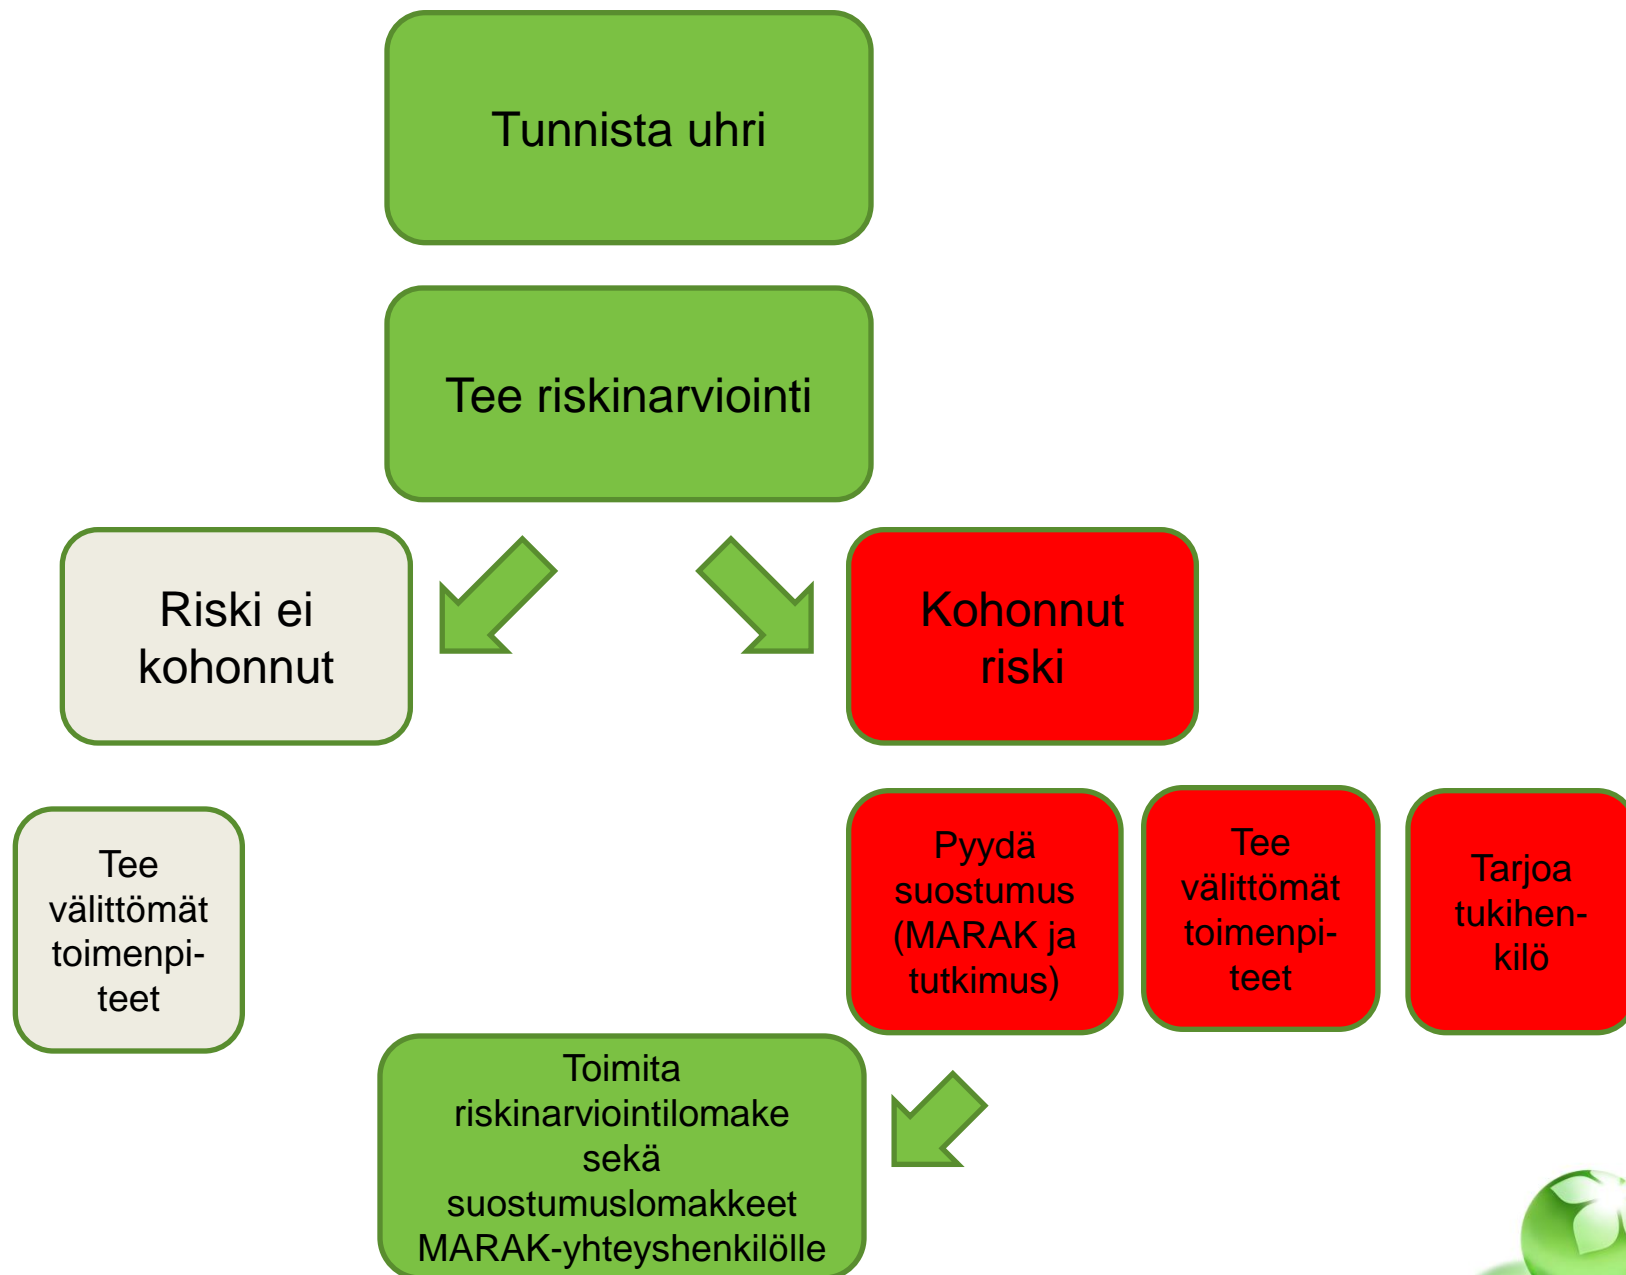 Tunnista uhri
Tee riskinarviointi
Riski ei
kohonnut
Kohonnut
riski
Tee
välittömät
toimenpi-
teet
Pyydä
suostumus
(MARAK ja
tutkimus)
Tee
välittömät
toimenpi-
teet
Tarjoa
tukihen-
kilö
Toimita
riskinarviointilomake
sekä
suostumuslomakkeet
MARAK-yhteyshenkilölle